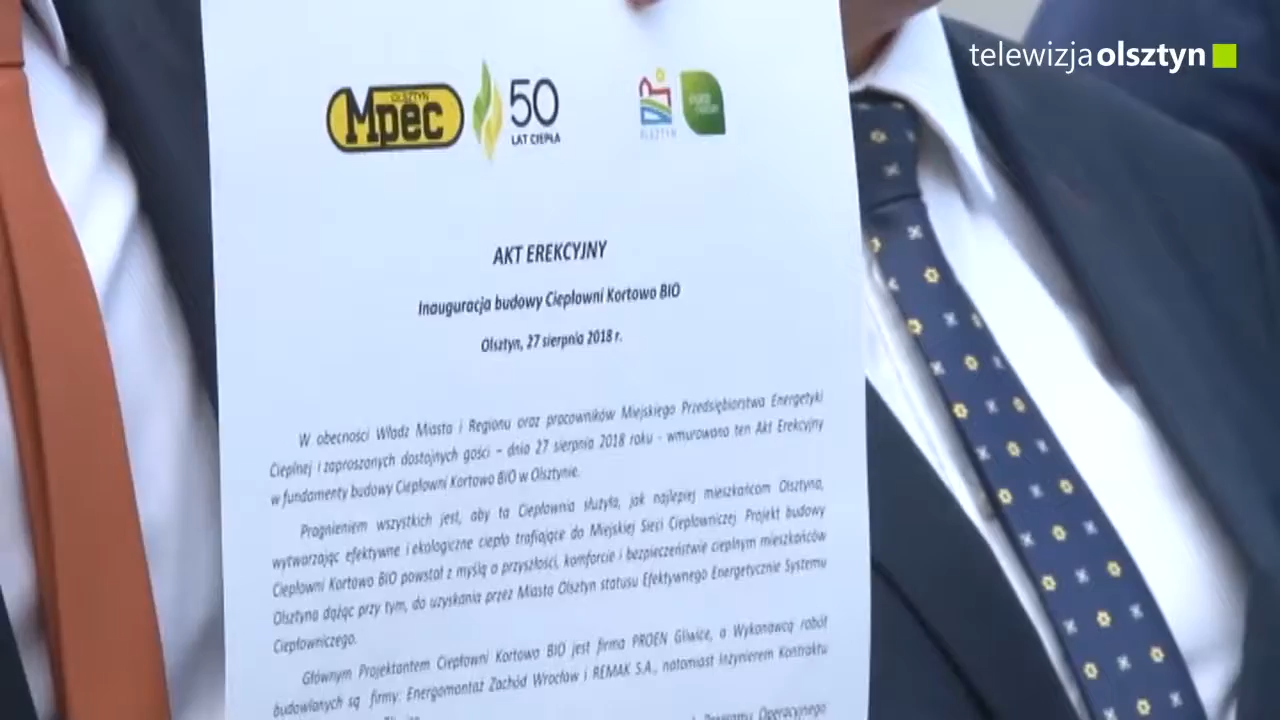 telewizjaolsztyn
OLSZTYN
Mpec
50
LAT CIEPŁA
OLSZTYN
AKT EREKCYJNY
Inauguracja budowy Ciepłowni Kortowo BIO
Olsztyn, 27 sierpnia 2018 r.
W obecności Władz Miasta i Regionu oraz pracowników Miejskiego Przedsiębiorstwa Energetyki
Cieplnej i zaproszonych dostojnych gości – dnia 27 sierpnia 2018 roku - wmurowano ten Akt Erekcyjny
w fundamenty budowy Ciepłowni Kortowo BIO w Olsztynie.
Pragnieniem wszystkich jest, aby ta Ciepłownia służyła, jak najlepiej mieszkańcom Olsztyna,
wytwarzając efektywne i ekologiczne ciepło trafiające do Miejskiej Sieci Ciepłowniczej. Projekt budowy
Ciepłowni Kortowo BIO powstał z myślą o przyszłości, komforcie i bezpieczeństwie cieplnym mieszkańców
Olsztyna dążąc przy tym, do uzyskania przez Miasto Olsztyn statusu Efektywnego Energetycznie Systemu
Ciepłowniczego.
Głównym Projektantem Ciepłowni Kortowo BIO jest firma PROEN Gliwice, a Wykonawcą robót
budowlanych są firmy: Energomontaż Zachód Wrocław i REMAK S.A., natomiast Inżynierem Kontraktu
Programu Operacyjnego